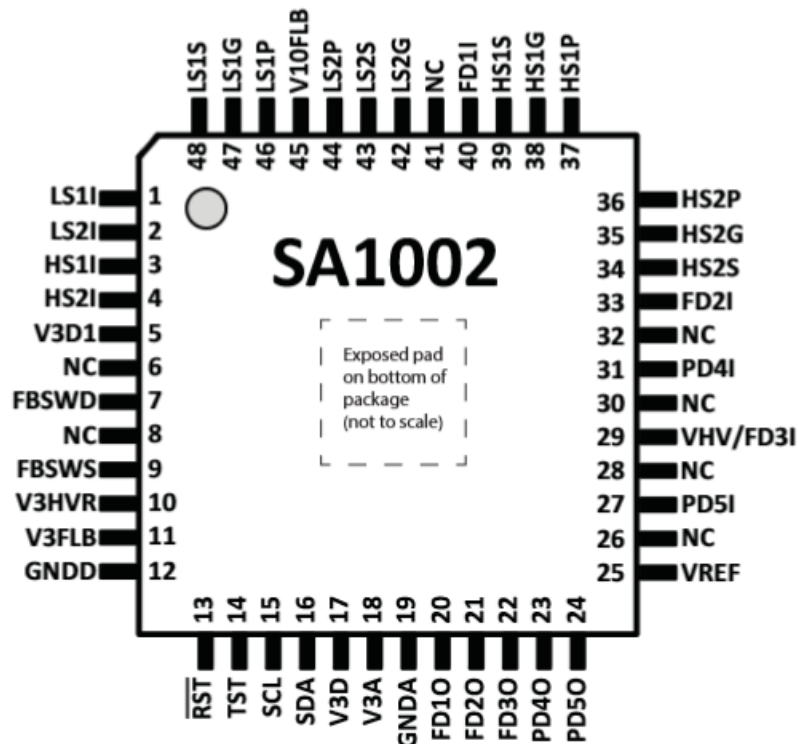 LS1S LS1G LS1P V10FLB LS2P LS2S LS2G NC FD1I HS1S HS1G HS1P
48 47 46 45 44 43 42 41 40 39 38 37
LS1I 1 36 HS2P
LS2I 2 35 HS2G
HS1I 3 34 HS2S
HS2I 4 33 FD2I
V3D1 5 32 NC
NC 6 31 PD4I
FBSWD 7 30 NC
NC 8 29 VHV/FD3I
FBSWS 9 28 NC
V3HVR 10 27 PD5I
V3FLB 11 26 NC
GNDD 12 25 VREF
SA1002
Exposed pad
on bottom of
package
(not to scale)
13 14 15 16 17 18 19 20 21 22 23 24
RST TST SCL SDA V3D V3A GNDA FD1O FD2O FD3O PD4O PD5O